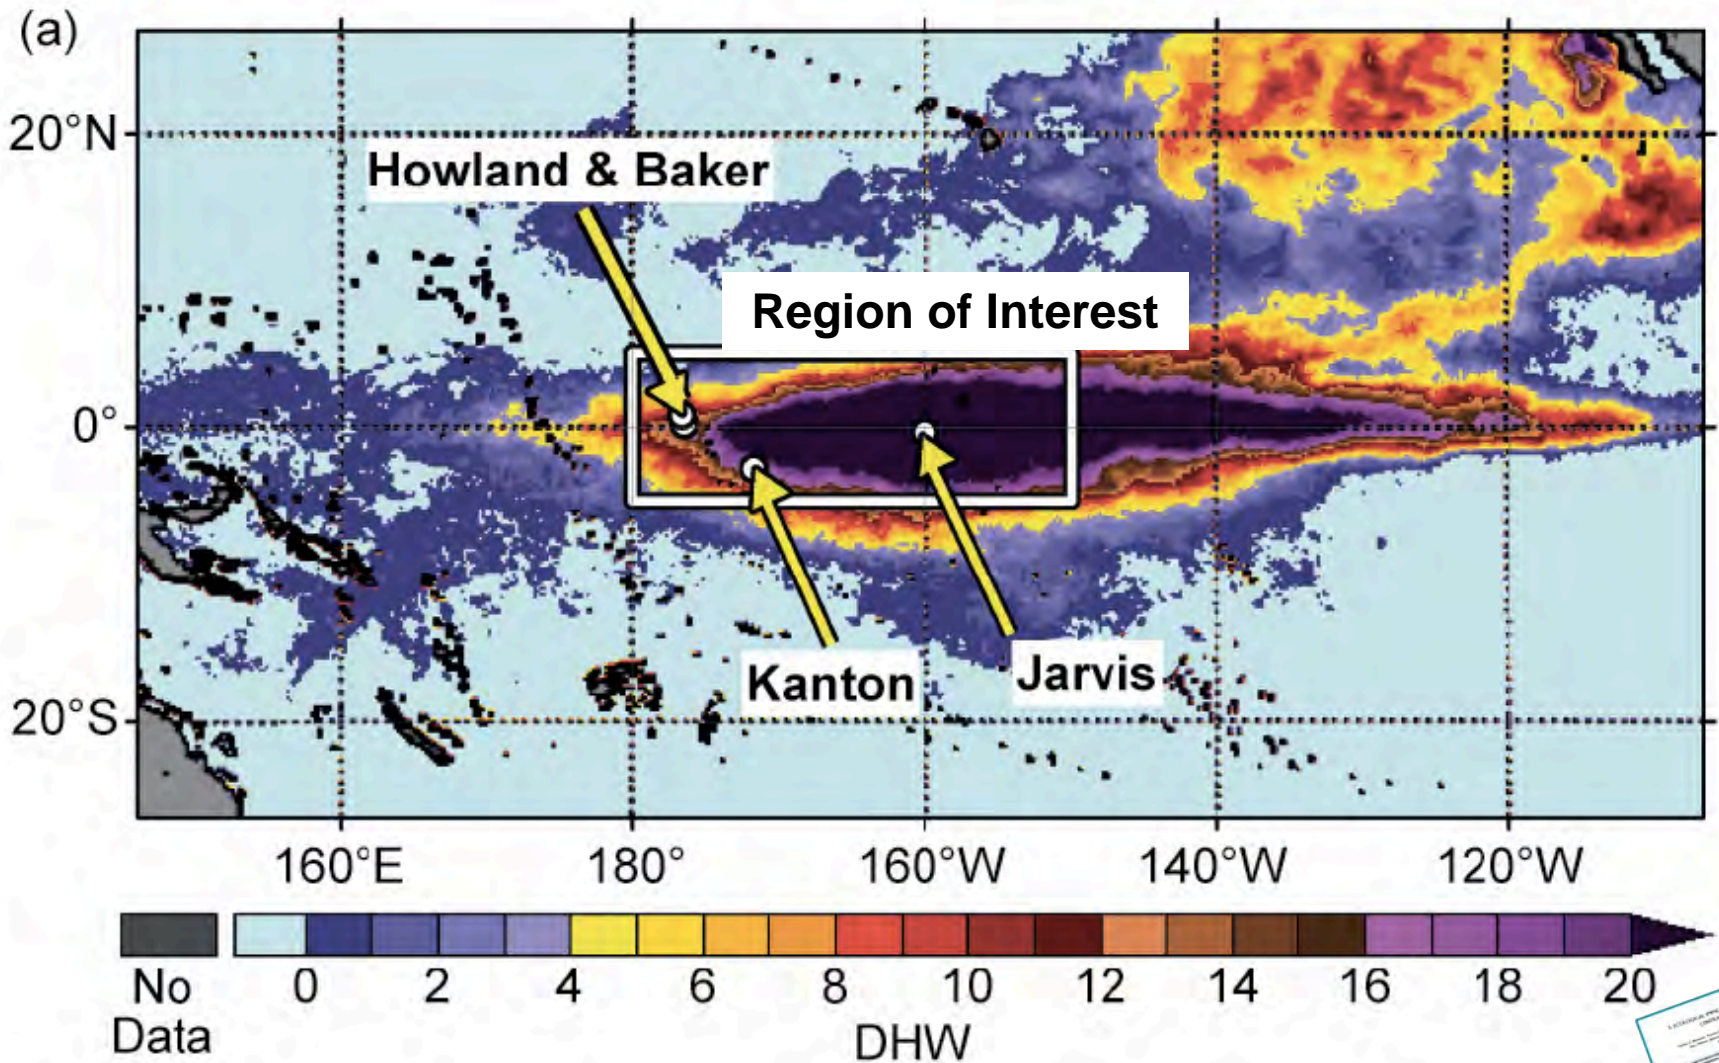 (a)
20°N
Howland & Baker
Region of Interest
0°
Kanton
Jarvis
20°S
160°E 180° 160°W 140°W 120°W
No Data 0 2 4 6 8 10 12 14 16 18 20
DHW